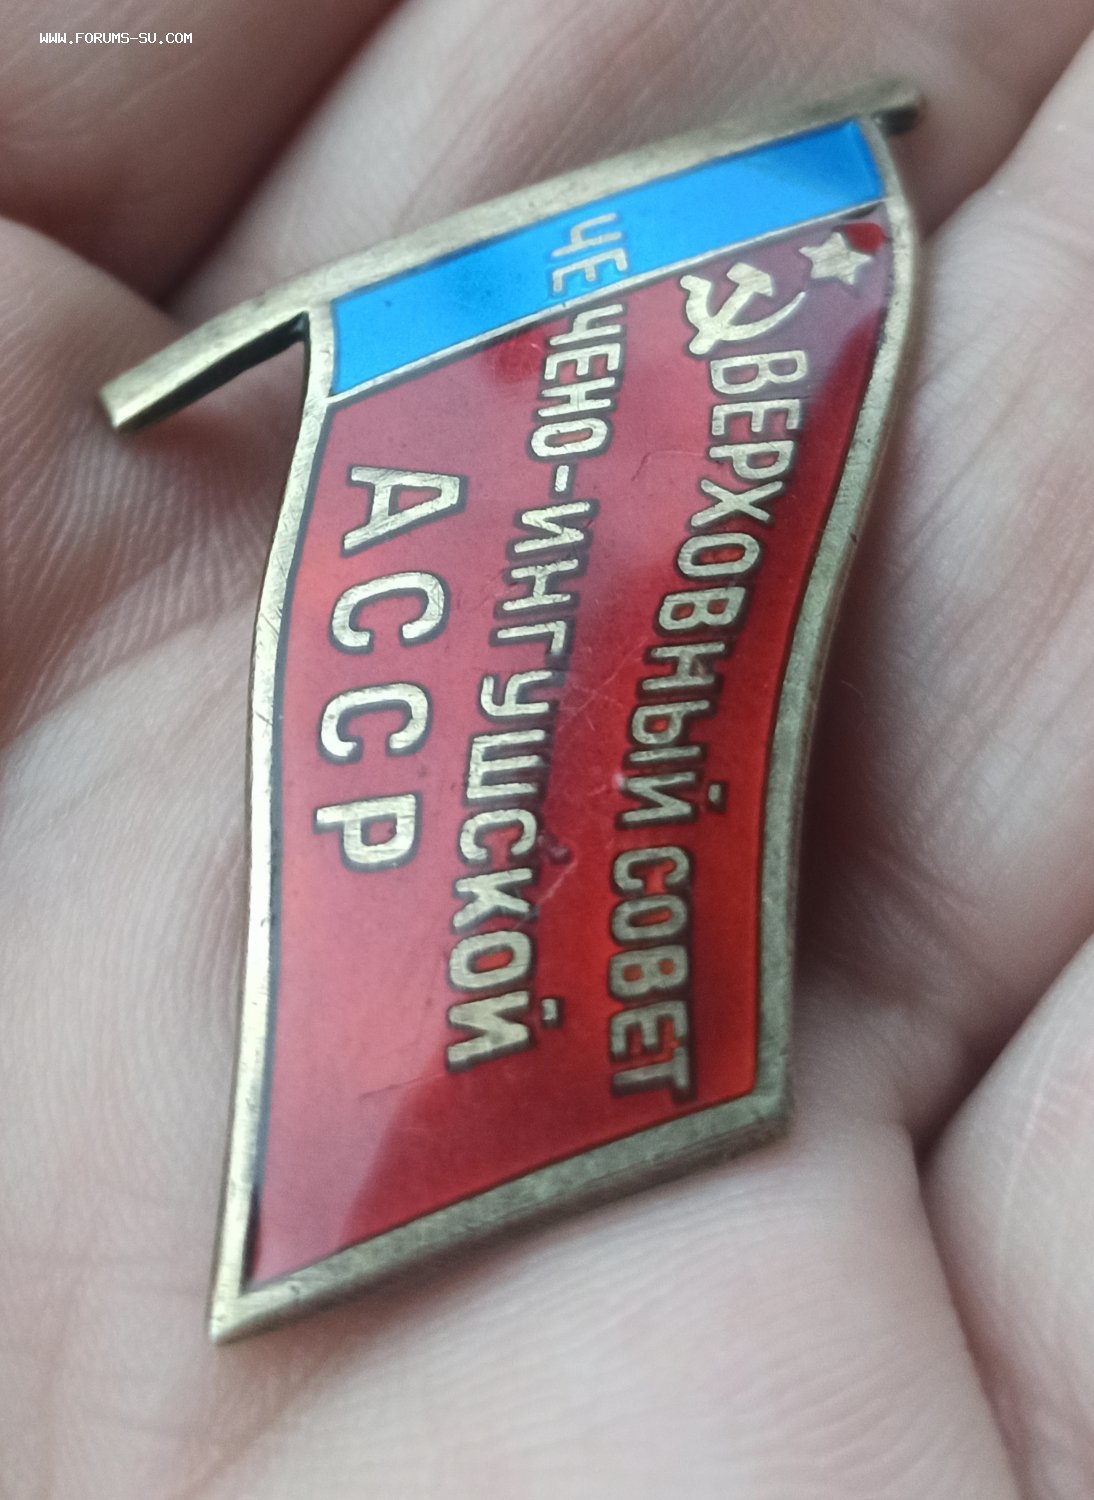 WWW.FORUMS-SU.COM
ВЕРХОВНЫЙ СОВЕТ
ЧЕЧЕНО-ИНГУШСКОЙ
АССР